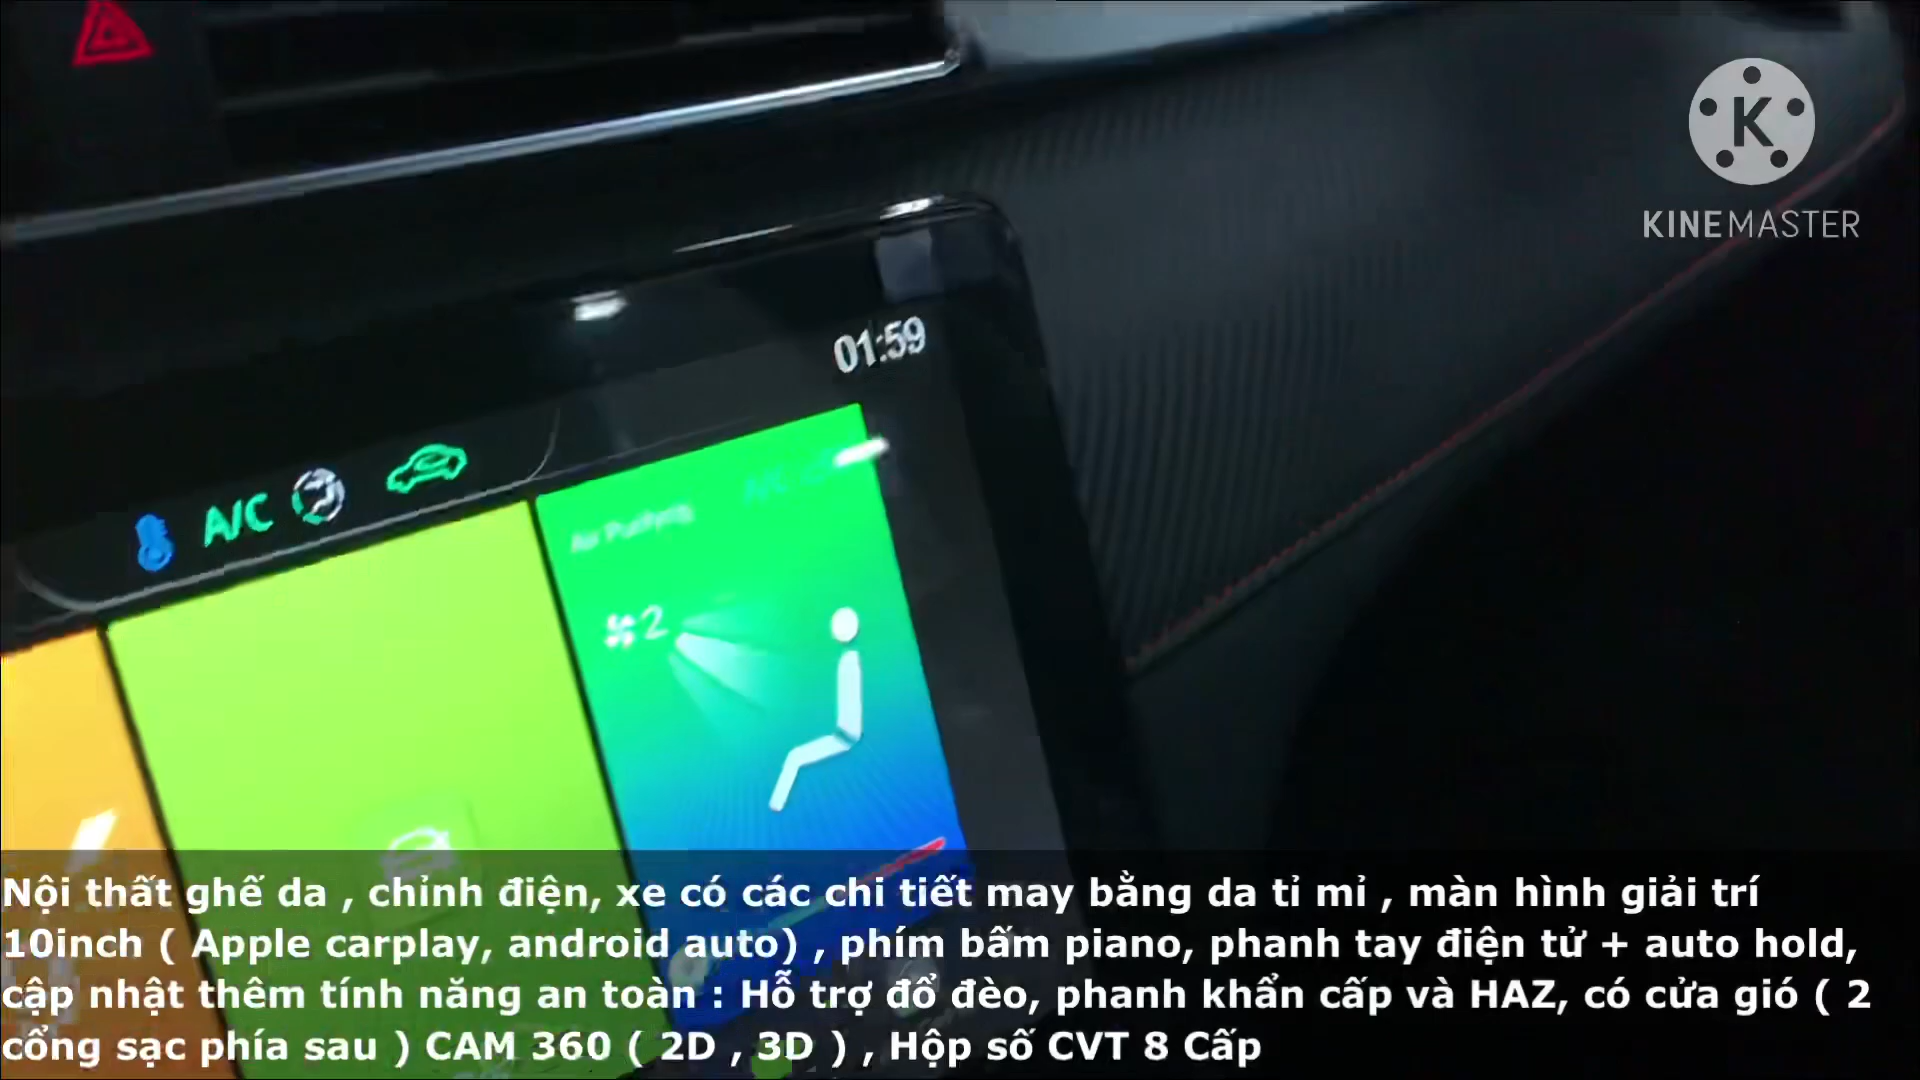 KINEMASTER
01:59
A/C
Air Purifying
A/C
2
Nội thất ghế da , chỉnh điện, xe có các chi tiết may bằng da tỉ mỉ , màn hình giải trí
10inch ( Apple carplay, android auto) , phím bấm piano, phanh tay điện tử + auto hold,
cập nhật thêm tính năng an toàn : Hỗ trợ đổ đèo, phanh khẩn cấp và HAZ, có cửa gió ( 2
cổng sạc phía sau ) CAM 360 ( 2D , 3D ) , Hộp số CVT 8 Cấp